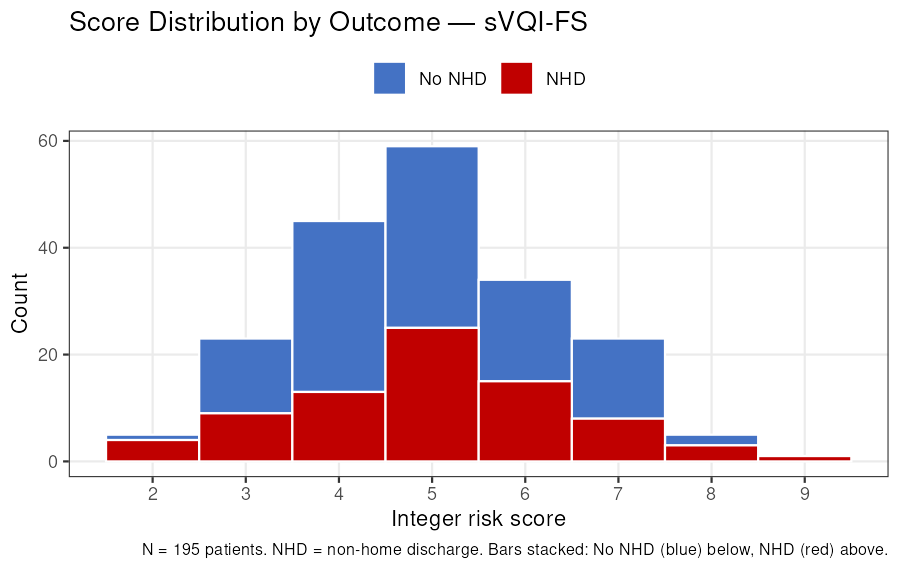 Score Distribution by Outcome — sVQI-FS
No NHD NHD
60
40
20
0
Count
2 3 4 5 6 7 8 9
Integer risk score
N = 195 patients. NHD = non-home discharge. Bars stacked: No NHD (blue) below, NHD (red) above.